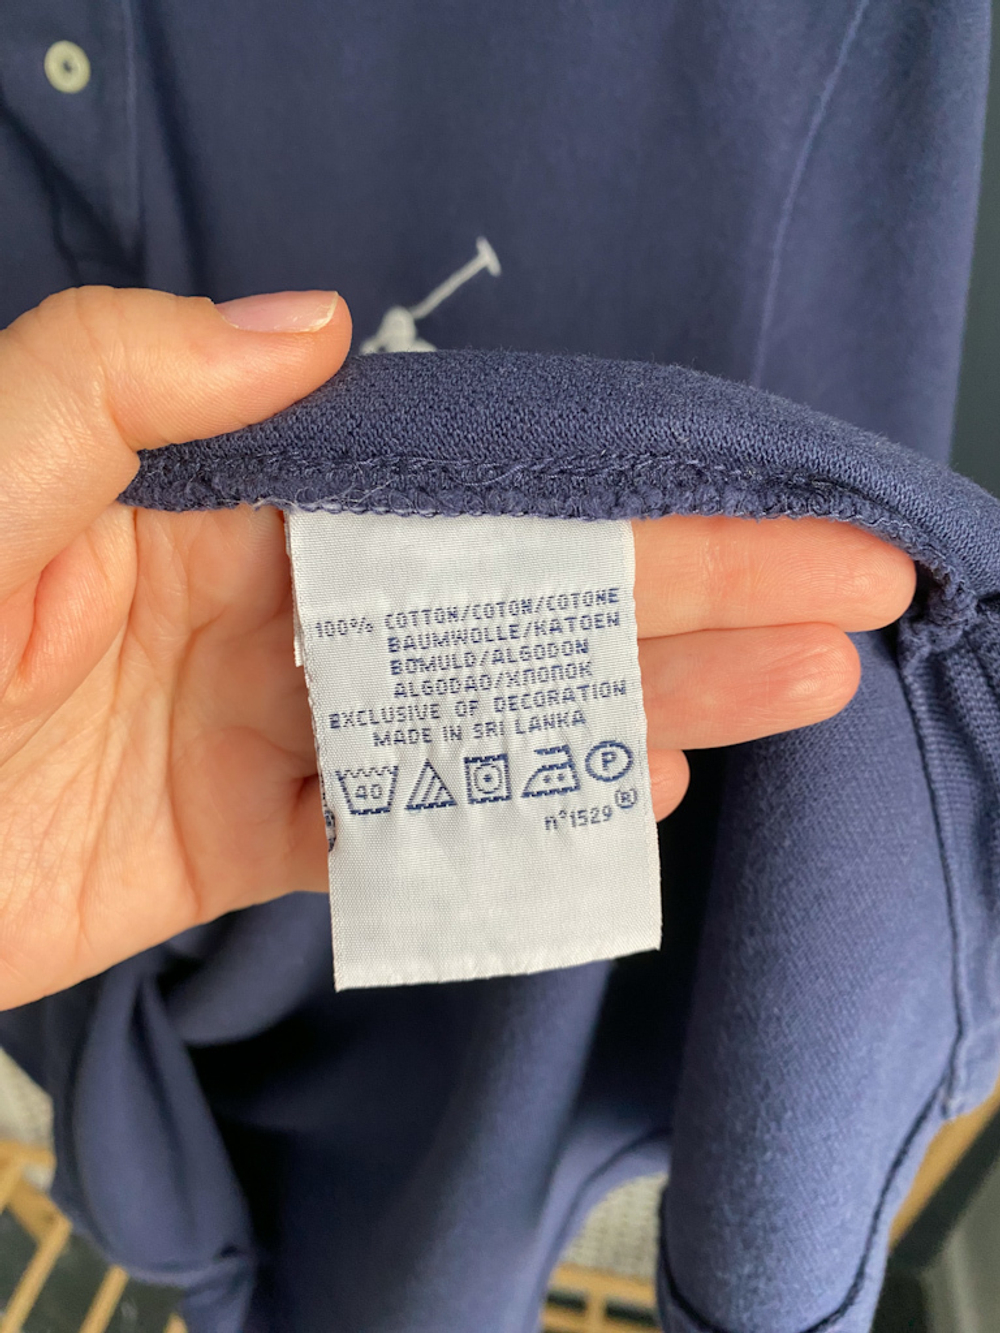 100% COTTON/COTON/COTONE
BAUMWOLLE/KATOEN
BOMULD/ALGODON
ALGODAO/ХЛОПОК
EXCLUSIVE OF DECORATION
MADE IN SRI LANKA
40 P
n°1529 ®